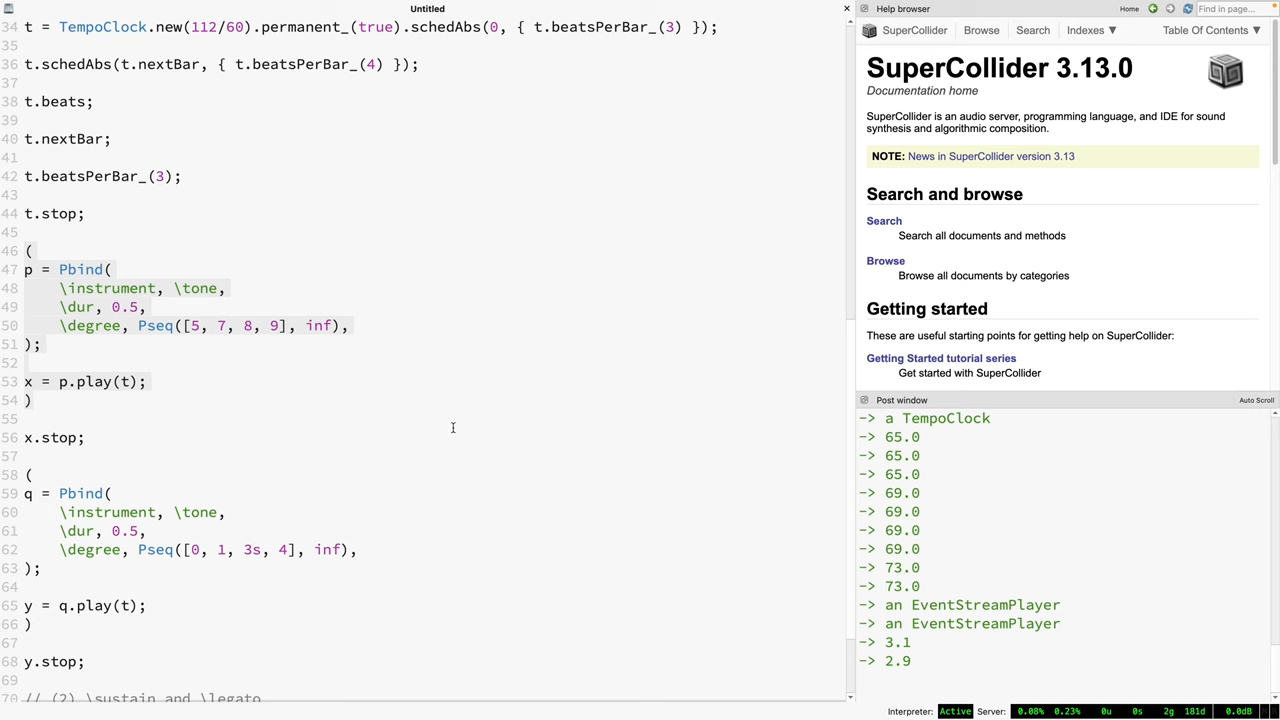 Untitled
34 t = TempoClock.new(112/60).permanent_(true).schedAbs(0, { t.beatsPerBar_(3) });
35
36 t.schedAbs(t.nextBar, { t.beatsPerBar_(4) });
37
38 t.beats;
39
40 t.nextBar;
41
42 t.beatsPerBar_(3);
43
44 t.stop;
45
46 (
47 p = Pbind(
48 \instrument, \tone,
49 \dur, 0.5,
50 \degree, Pseq([5, 7, 8, 9], inf),
51 );
52
53 x = p.play(t);
54 )
55
56 x.stop;
57
58 (
59 q = Pbind(
60 \instrument, \tone,
61 \dur, 0.5,
62 \degree, Pseq([0, 1, 3s, 4], inf),
63 );
64
65 y = q.play(t);
66 )
67
68 y.stop;
69
70 // (2) \sustain and \legato
Help browser Home Find in page...
SuperCollider Browse Search Indexes ▼ Table Of Contents ▼
SuperCollider 3.13.0
Documentation home
SuperCollider is an audio server, programming language, and IDE for sound
synthesis and algorithmic composition.
NOTE: News in SuperCollider version 3.13
Search and browse
Search
Search all documents and methods
Browse
Browse all documents by categories
Getting started
These are useful starting points for getting help on SuperCollider:
Getting Started tutorial series
Get started with SuperCollider
Post window Auto Scroll
-> a TempoClock
-> 65.0
-> 65.0
-> 65.0
-> 69.0
-> 69.0
-> 69.0
-> 69.0
-> 73.0
-> 73.0
-> an EventStreamPlayer
-> an EventStreamPlayer
-> 3.1
-> 2.9
Interpreter: Active Server: 0.08% 0.23% 0u 0s 2g 181d 0.0dB